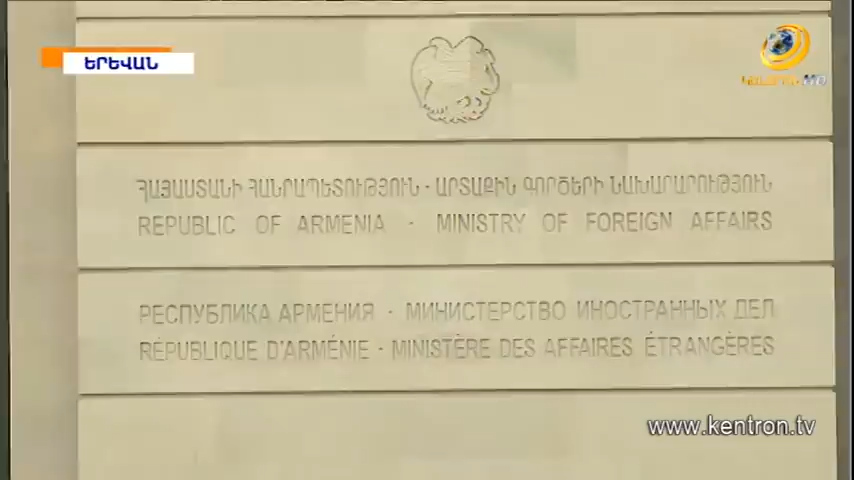 ԵՐԵՎԱՆ
ՀԱՅԱՍՏԱՆԻ ՀԱՆՐԱՊԵՏՈՒԹՅՈՒՆ · ԱՐՏԱՔԻՆ ԳՈՐԾԵՐԻ ՆԱԽԱՐԱՐՈՒԹՅՈՒՆ
REPUBLIC OF ARMENIA · MINISTRY OF FOREIGN AFFAIRS
РЕСПУБЛИКА АРМЕНИЯ · МИНИСТЕРСТВО ИНОСТРАННЫХ ДЕЛ
RÉPUBLIQUE D'ARMÉNIE · MINISTÈRE DES AFFAIRES ÉTRANGÈRES
www.kentron.tv